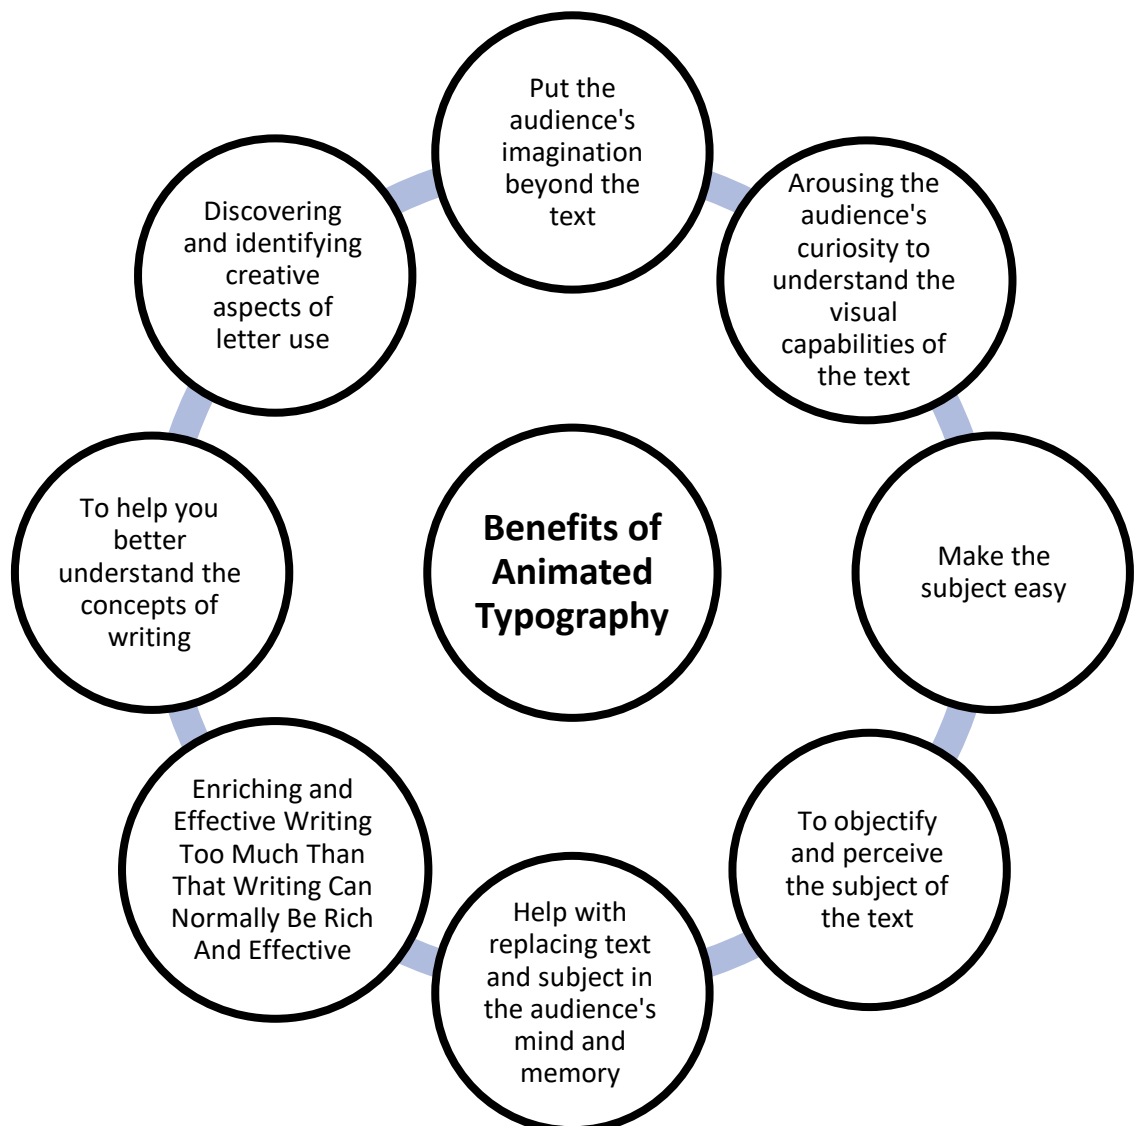 Put the
audience's
imagination
beyond the
text
Arousing the
audience's
curiosity to
understand the
visual
capabilities of
the text
Make the
subject easy
To objectify
and perceive
the subject of
the text
Help with
replacing text
and subject in
the audience's
mind and
memory
Enriching and
Effective Writing
Too Much Than
That Writing Can
Normally Be Rich
And Effective
To help you
better
understand the
concepts of
writing
Discovering
and identifying
creative
aspects of
letter use
Benefits of
Animated
Typography